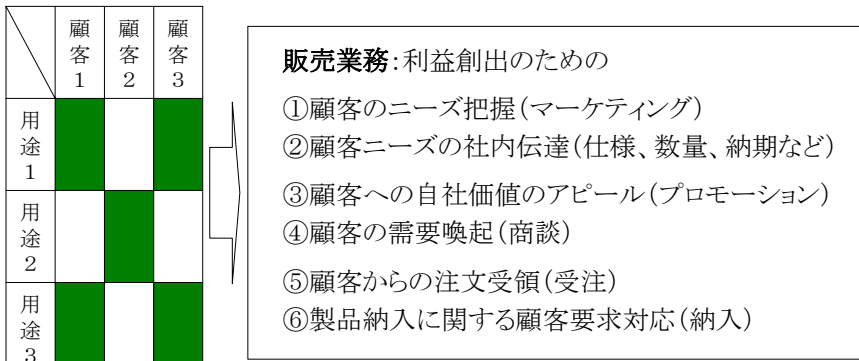 顧客1
顧客2
顧客3
用途1
用途2
用途3
販売業務:利益創出のための
①顧客のニーズ把握(マーケティング)
②顧客ニーズの社内伝達(仕様、数量、納期など)
③顧客への自社価値のアピール(プロモーション)
④顧客の需要喚起(商談)
⑤顧客からの注文受領(受注)
⑥製品納入に関する顧客要求対応(納入)